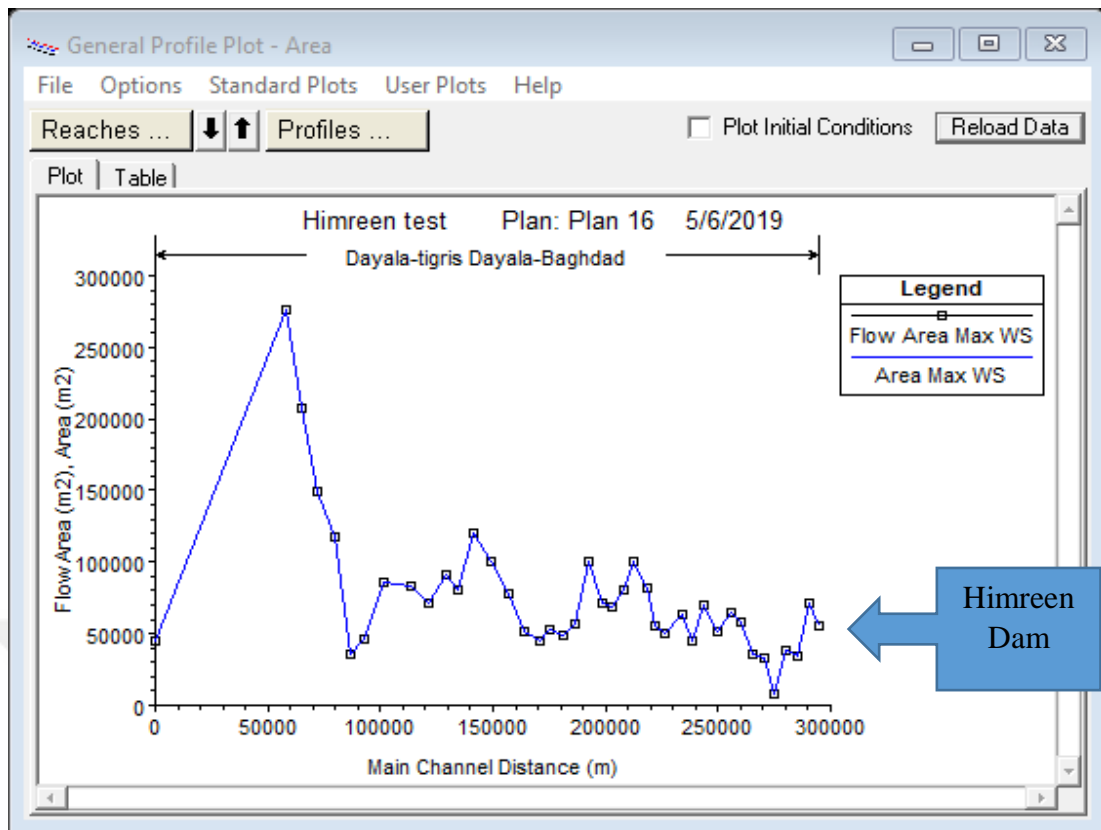 General Profile Plot - Area
File Options Standard Plots User Plots Help
Reaches ... Profiles ... Plot Initial Conditions Reload Data
Plot Table
Himreen test Plan: Plan 16 5/6/2019
Dayala-tigris Dayala-Baghdad
Legend
Flow Area Max WS
Area Max WS
Flow Area (m2), Area (m2)
300000
250000
200000
150000
100000
50000
0
0 50000 100000 150000 200000 250000 300000
Main Channel Distance (m)
Himreen
Dam